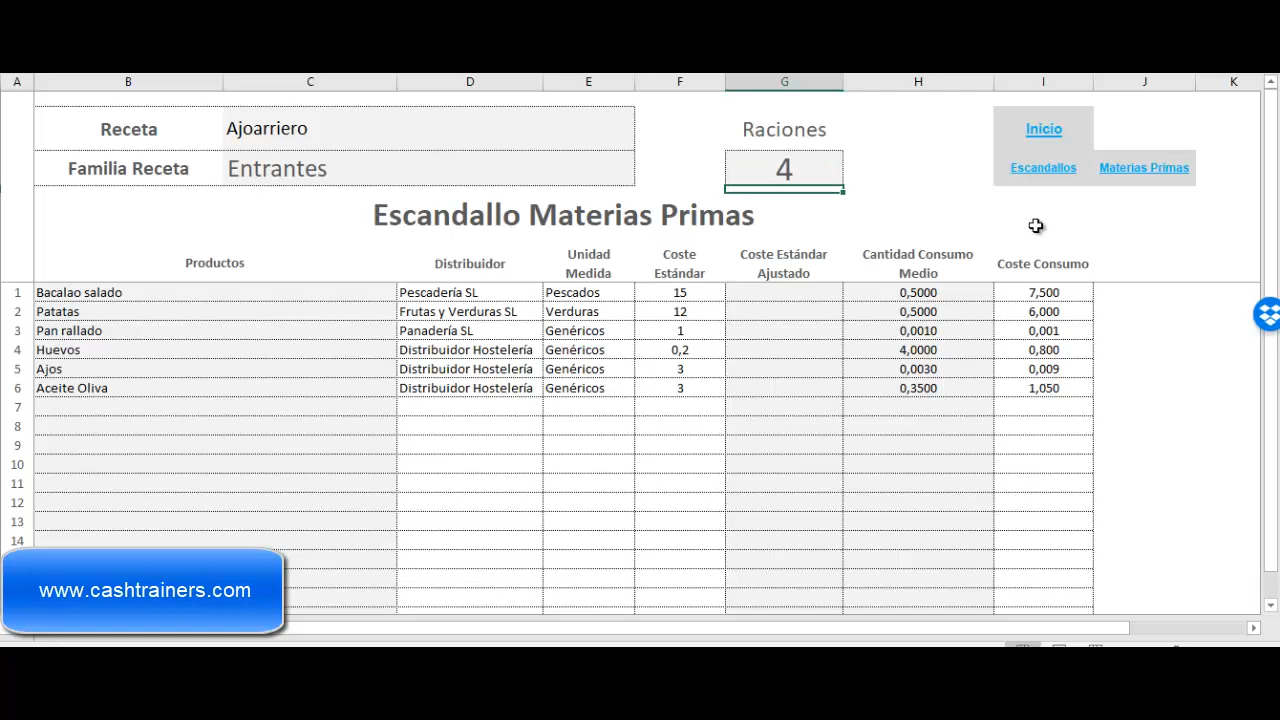 A B C D E F G H I J K
Receta Ajoarriero Raciones Inicio
Familia Receta Entrantes 4 Escandallos Materias Primas
Escandallo Materias Primas
Productos Distribuidor Unidad Medida Coste Estándar Coste Estándar Ajustado Cantidad Consumo Medio Coste Consumo
1 Bacalao salado Pescadería SL Pescados 15 0,5000 7,500
2 Patatas Frutas y Verduras SL Verduras 12 0,5000 6,000
3 Pan rallado Panadería SL Genéricos 1 0,0010 0,001
4 Huevos Distribuidor Hostelería Genéricos 0,2 4,0000 0,800
5 Ajos Distribuidor Hostelería Genéricos 3 0,0030 0,009
6 Aceite Oliva Distribuidor Hostelería Genéricos 3 0,3500 1,050
7
8
9
10
11
12
13
14
www.cashtrainers.com